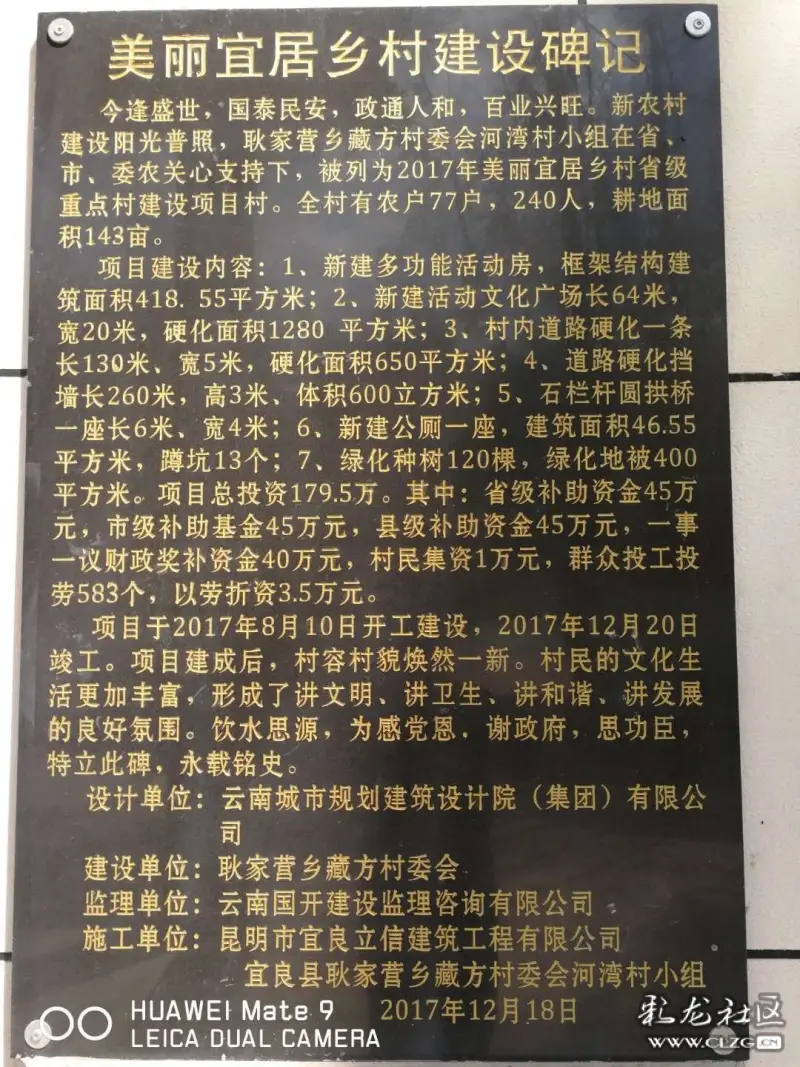 美丽宜居乡村建设碑记
今逢盛世，国泰民安，政通人和，百业兴旺。新农村
建设阳光普照，耿家营乡藏方村委会河湾村小组在省、
市、委农关心支持下，被列为2017年美丽宜居乡村省级
重点村建设项目村。全村有农户77户，240人，耕地面
积143亩。
项目建设内容：1、新建多功能活动房，框架结构建
筑面积418.55平方米；2、新建活动文化广场长64米，
宽20米，硬化面积1280 平方米；3、村内道路硬化一条
长130米、宽5米，硬化面积650平方米；4、道路硬化挡
墙长260米，高3米、体积600立方米；5、石栏杆圆拱桥
一座长6米、宽4米；6、新建公厕一座，建筑面积46.55
平方米，蹲坑13个；7、绿化种树120棵，绿化地被400
平方米。项目总投资179.5万。其中：省级补助资金45万
元，市级补助基金45万元，县级补助资金45万元，一事
一议财政奖补资金40万元，村民集资1万元，群众投工投
劳583个，以劳折资3.5万元。
项目于2017年8月10日开工建设，2017年12月20日
竣工。项目建成后，村容村貌焕然一新。村民的文化生
活更加丰富，形成了讲文明、讲卫生、讲和谐、讲发展
的良好氛围。饮水思源，为感党恩．谢政府，思功臣，
特立此碑，永载铭史。
设计单位：云南城市规划建筑设计院（集团）有限公
司
建设单位：耿家营乡藏方村委会
监理单位：云南国开建设监理咨询有限公司
施工单位：昆明市宜良立信建筑工程有限公司
宜良县耿家营乡藏方村委会河湾村小组
2017年12月18日
HUAWEI Mate 9
LEICA DUAL CAMERA
彩龙社区
WWW.CLZG.CN